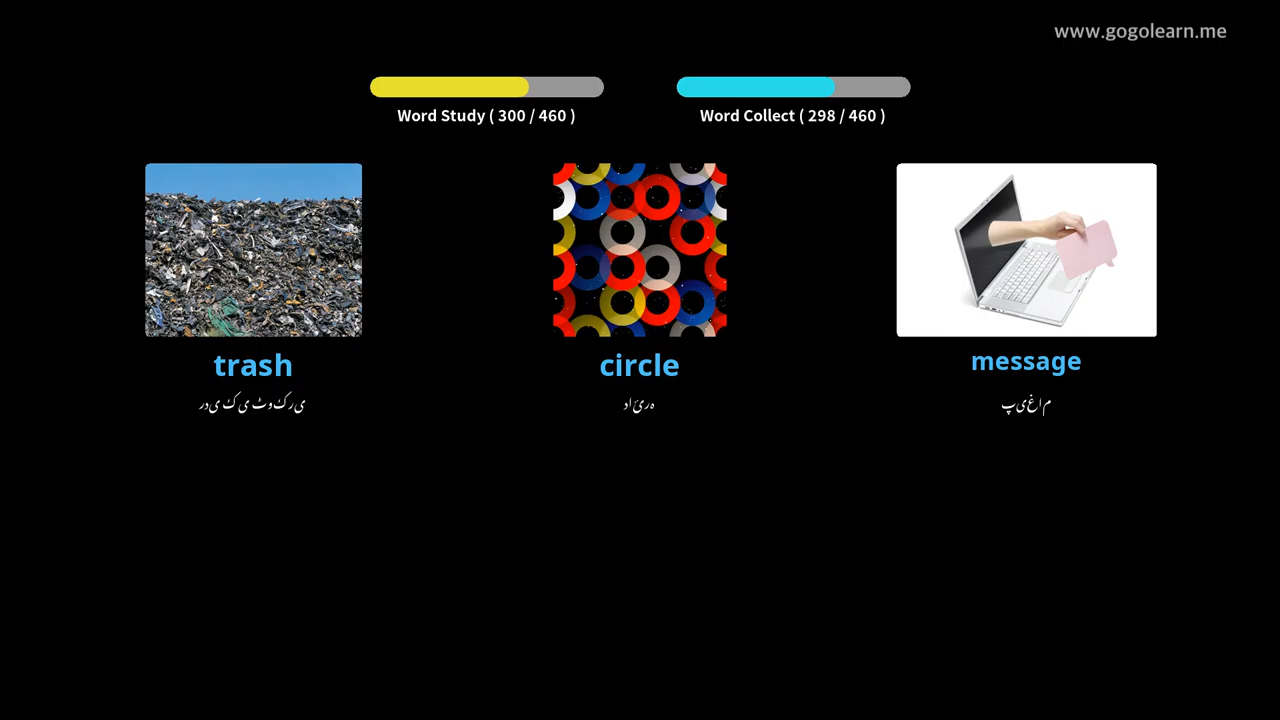 www.gogolearn.me
Word Study ( 300 / 460 )
Word Collect ( 298 / 460 )
trash
circle
message
ردی کی ٹوکری
دائرہ
پیغام